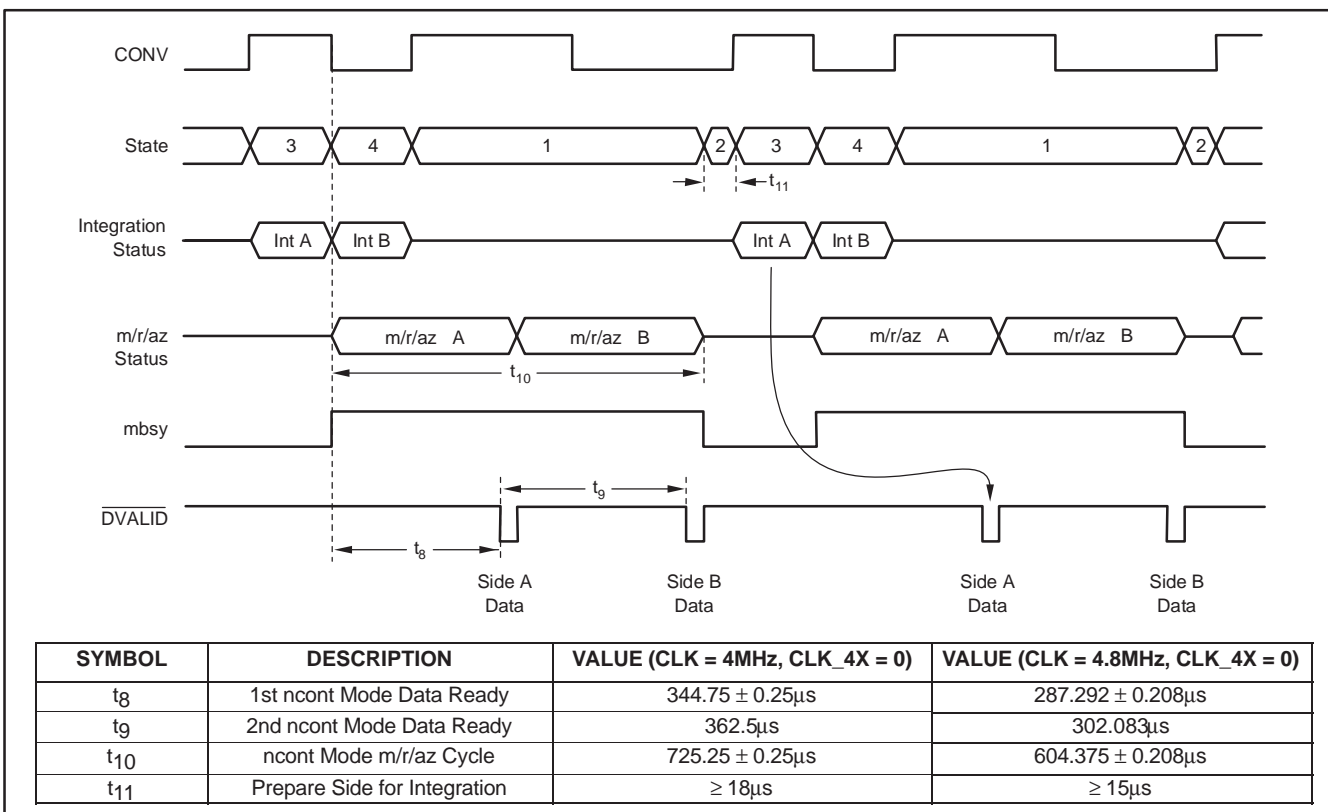 CONV
State
3 4 1 2 3 4 1 2
t11
Integration
Status
Int A Int B Int A Int B
m/r/az
Status
m/r/az A m/r/az B m/r/az A m/r/az B
t10
mbsy
t9
DVALID
t8
Side A
Data
Side B
Data
Side A
Data
Side B
Data
SYMBOL DESCRIPTION VALUE (CLK = 4MHz, CLK_4X = 0) VALUE (CLK = 4.8MHz, CLK_4X = 0)
t8 1st ncont Mode Data Ready 344.75 ± 0.25μs 287.292 ± 0.208μs
t9 2nd ncont Mode Data Ready 362.5μs 302.083μs
t10 ncont Mode m/r/az Cycle 725.25 ± 0.25μs 604.375 ± 0.208μs
t11 Prepare Side for Integration ≥ 18μs ≥ 15μs